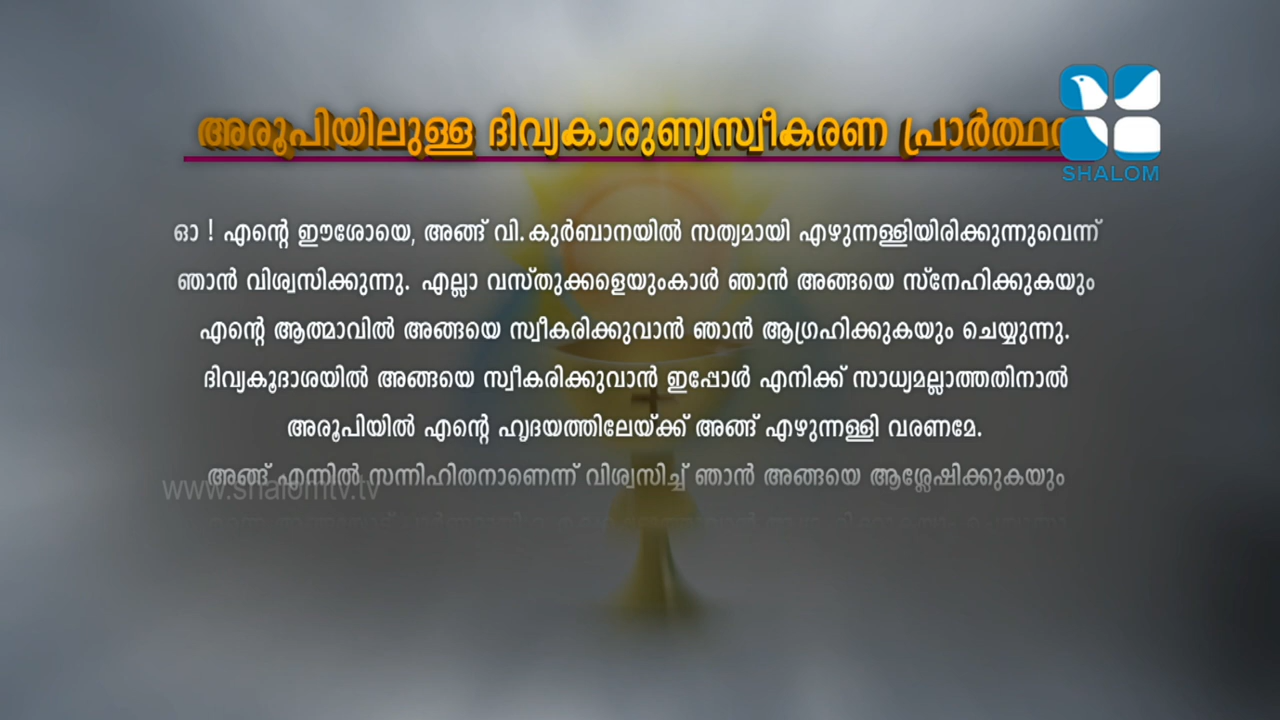 അരൂപിയിലുള്ള ദിവ്യകാരുണ്യസ്വീകരണ
SHALOM
ഓ ! എന്റെ ഈശോയെ, അങ്ങ് വി. കുർബാനയിൽ സത്യമായി എഴുന്നള്ളിയിരിക്കുന്നുവെന്ന്
ഞാൻ വിശ്വസിക്കുന്നു. എല്ലാ വസ്തുക്കളെയുംകാൾ ഞാൻ അങ്ങയെ സ്നേഹിക്കുകയും
എന്റെ ആത്മാവിൽ അങ്ങയെ സ്വീകരിക്കുവാൻ ഞാൻ ആഗ്രഹിക്കുകയും ചെയ്യുന്നു.
ദിവ്യകൂദാശയിൽ അങ്ങയെ സ്വീകരിക്കുവാൻ ഇപ്പോൾ എനിക്ക് സാധ്യമല്ലാത്തതിനാൽ
അരൂപിയിൽ എന്റെ ഹൃദയത്തിലേയ്ക്ക് അങ്ങ് എഴുന്നള്ളി വരണമേ.
അങ്ങ് എന്നിൽ സന്നിഹിതനാണെന്ന് വിശ്വസിച്ച് ഞാൻ അങ്ങയെ ആശ്ലേഷിക്കുകയും
www.shalomtv.tv